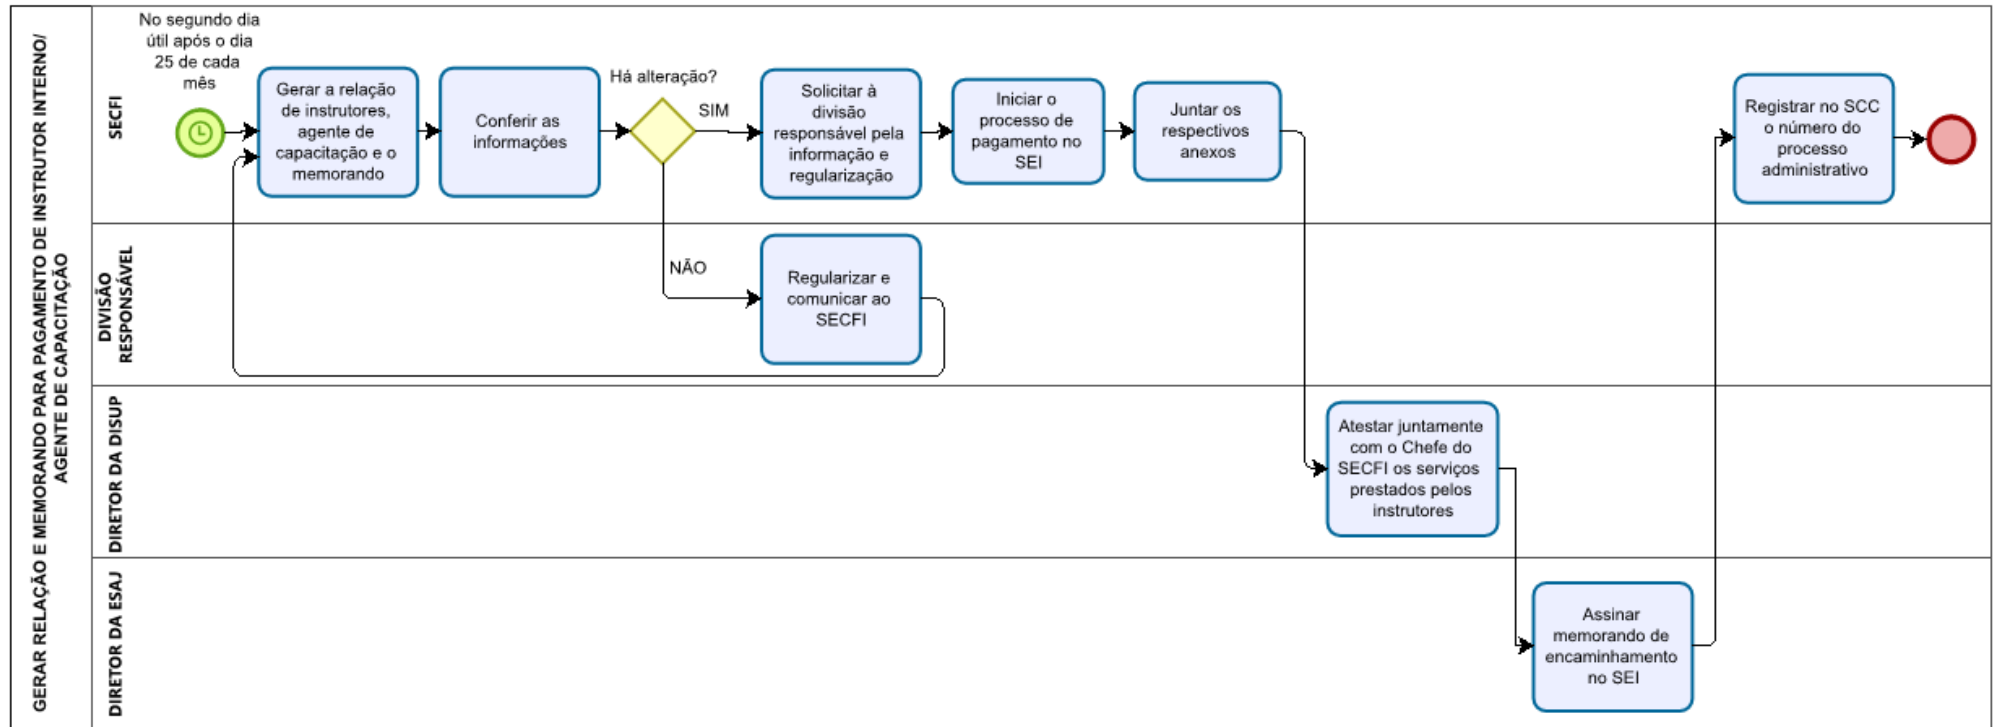 GERAR RELAÇÃO E MEMORANDO PARA PAGAMENTO DE INSTRUTOR INTERNO/
AGENTE DE CAPACITAÇÃO
SECFI
No segundo dia
útil após o dia
25 de cada
mês
Gerar a relação
de instrutores,
agente de
capacitação e o
memorando
Conferir as
informações
Há alteração?
SIM
NÃO
Solicitar à
divisão
responsável pela
informação e
regularização
Iniciar o
processo de
pagamento no
SEI
Juntar os
respectivos
anexos
Registrar no SCC
o número do
processo
administrativo
DIVISÃO
RESPONSÁVEL
Regularizar e
comunicar ao
SECFI
DIRETOR DA DISUP
Atestar juntamente
com o Chefe do
SECFI os serviços
prestados pelos
instrutores
DIRETOR DA ESAJ
Assinar
memorando de
encaminhamento
no SEI